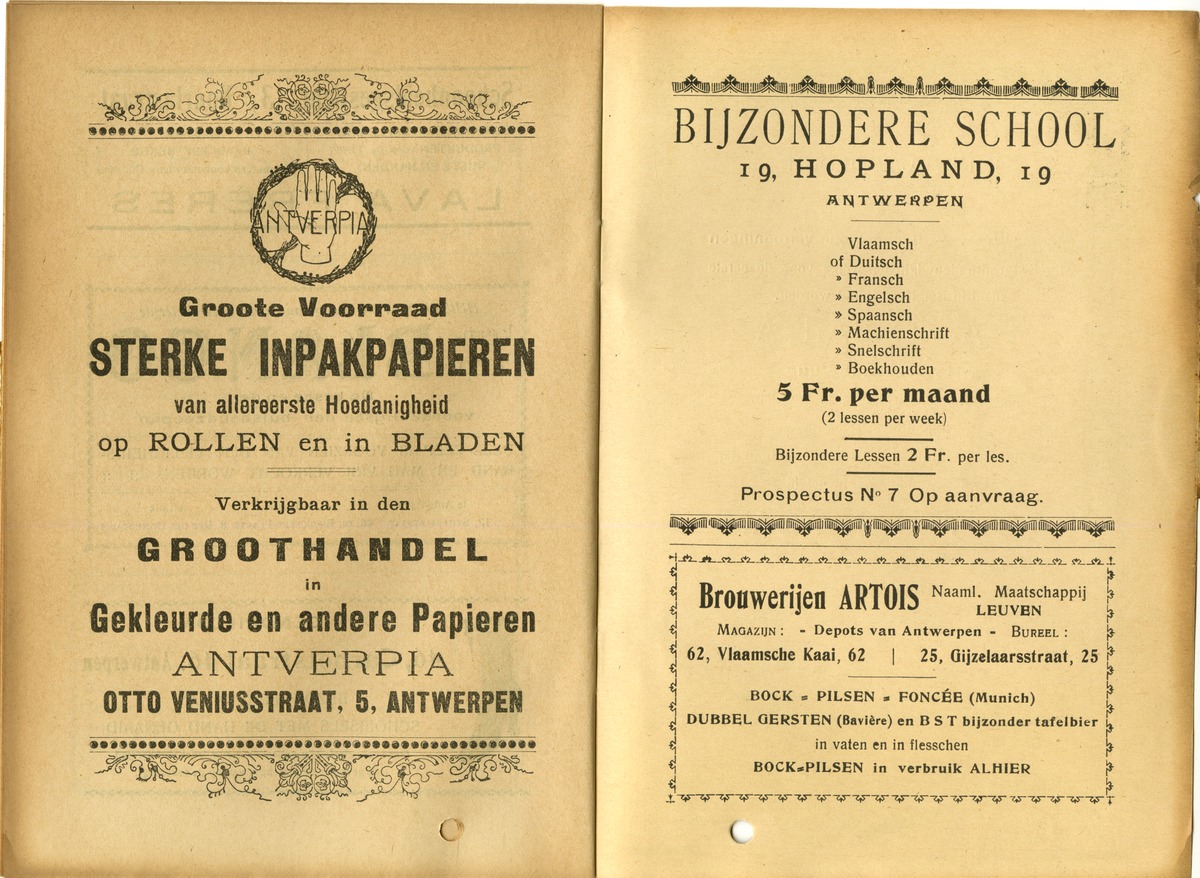 ANTVERPIA
Groote Voorraad
STERKE INPAKPAPIEREN
van allereerste Hoedanigheid
op ROLLEN en in BLADEN
Verkrijgbaar in den
GROOTHANDEL
in
Gekleurde en andere Papieren
ANTVERPIA
OTTO VENIUSSTRAAT, 5, ANTWERPEN
BIJZONDERE SCHOOL
19, HOPLAND, 19
ANTWERPEN
Vlaamsch
of Duitsch
» Fransch
» Engelsch
» Spaansch
» Machienschrift
» Snelschrift
» Boekhouden
5 Fr. per maand
(2 lessen per week)
Bijzondere Lessen 2 Fr. per les.
Prospectus No 7 Op aanvraag.
Brouwerijen ARTOIS Naaml. Maatschappij
LEUVEN
MAGAZIJN : - Depots van Antwerpen - BUREEL :
62, Vlaamsche Kaai, 62 | 25, Gijzelaarsstraat, 25
BOCK = PILSEN = FONCÉE (Munich)
DUBBEL GERSTEN (Bavière) en B S T bijzonder tafelbier
in vaten en in flesschen
BOCK=PILSEN in verbruik ALHIER